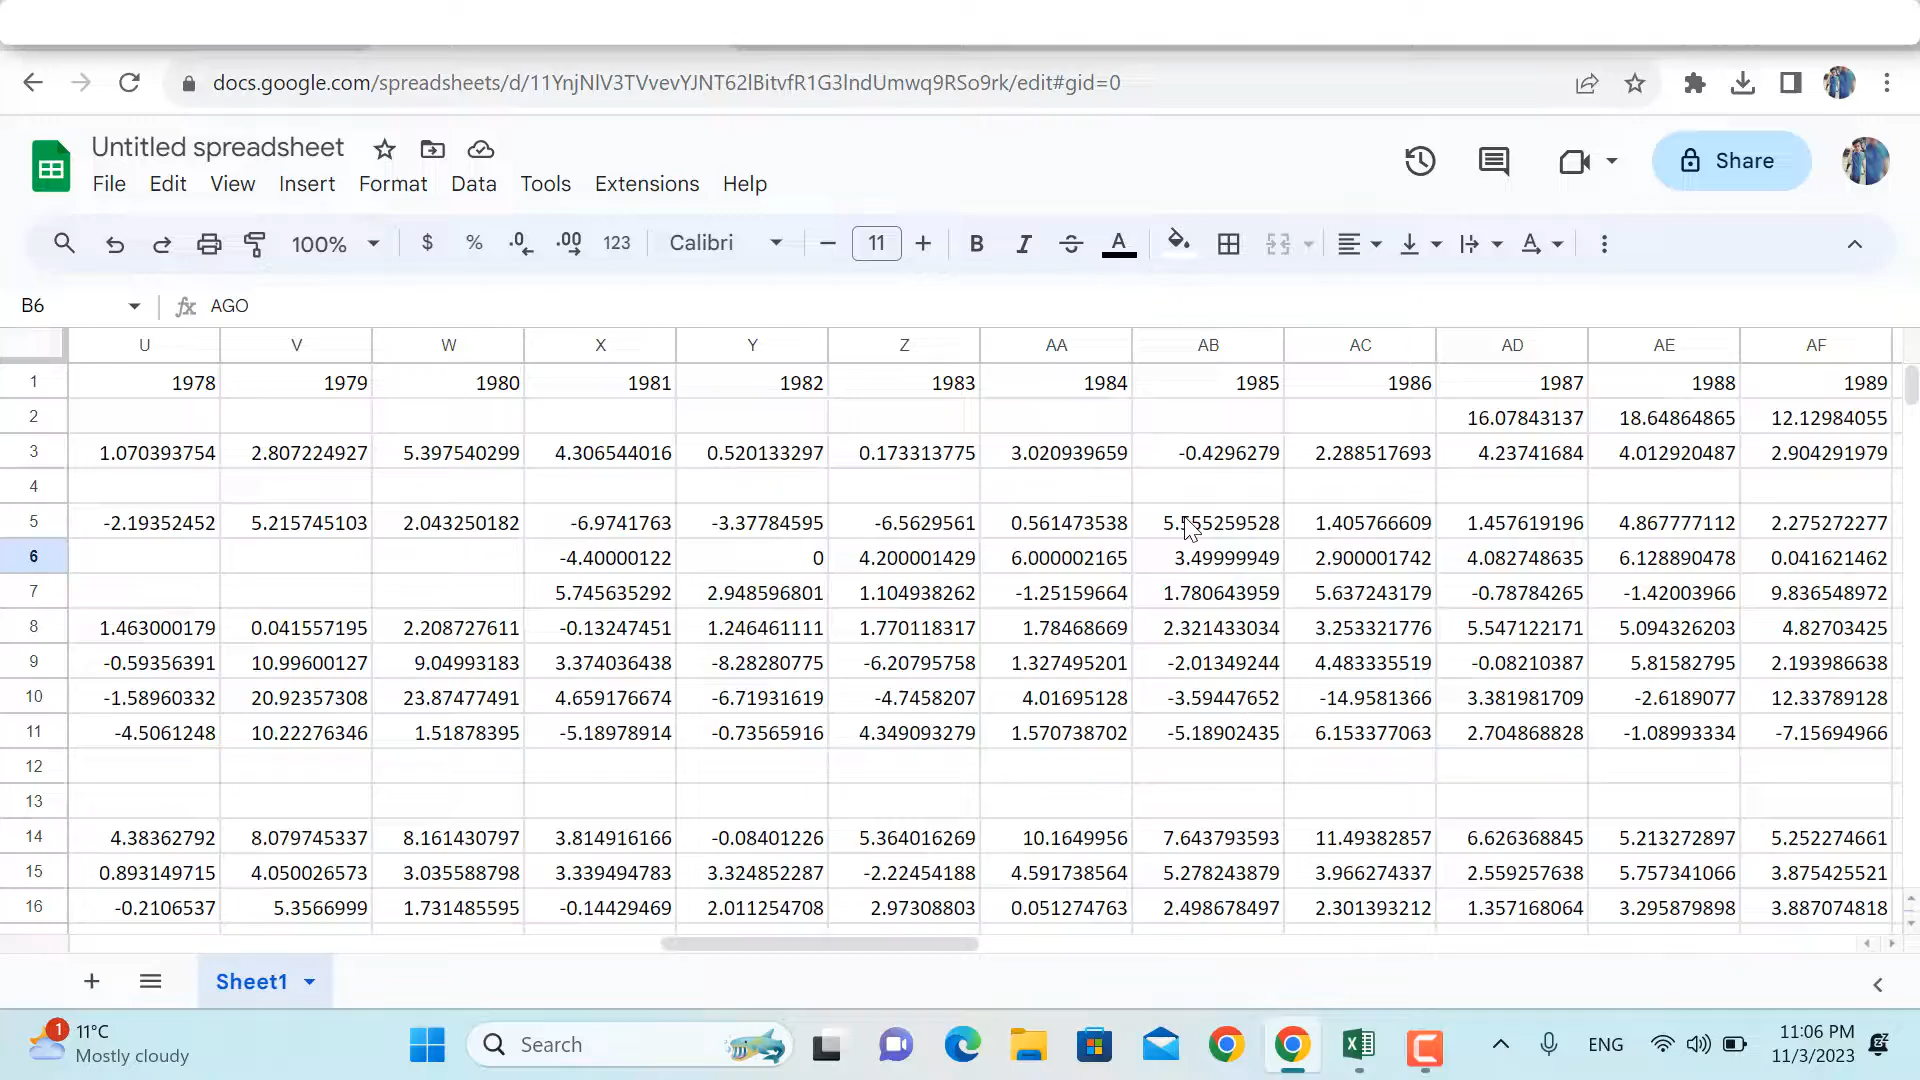 docs.google.com/spreadsheets/d/11YnjNlV3TVvevYJNT62lBitvfR1G3lndUmwq9RSo9rk/edit#gid=0
Untitled spreadsheet
File Edit View Insert Format Data Tools Extensions Help
Share
100% $ % .0 .00 123 Calibri 11 B I A A
B6 fx AGO
U V W X Y Z AA AB AC AD AE AF
1 1978 1979 1980 1981 1982 1983 1984 1985 1986 1987 1988 1989
2 16.07843137 18.64864865 12.12984055
3 1.070393754 2.807224927 5.397540299 4.306544016 0.520133297 0.173313775 3.020939659 -0.4296279 2.288517693 4.23741684 4.012920487 2.904291979
4
5 -2.19352452 5.215745103 2.043250182 -6.9741763 -3.37784595 -6.5629561 0.561473538 1.405766609 1.457619196 4.867777112 2.275272277
6 -4.40000122 0 4.200001429 6.000002165 3.49999949 2.900001742 4.082748635 6.128890478 0.041621462
7 5.745635292 2.948596801 1.104938262 -1.25159664 1.780643959 5.637243179 -0.78784265 -1.42003966 9.836548972
8 1.463000179 0.041557195 2.208727611 -0.13247451 1.246461111 1.770118317 1.78468669 2.321433034 3.253321776 5.547122171 5.094326203 4.82703425
9 -0.59356391 10.99600127 9.04993183 3.374036438 -8.28280775 -6.20795758 1.327495201 -2.01349244 4.483335519 -0.08210387 5.81582795 2.193986638
10 -1.58960332 20.92357308 23.87477491 4.659176674 -6.71931619 -4.7458207 4.01695128 -3.59447652 -14.9581366 3.381981709 -2.6189077 12.33789128
11 -4.5061248 10.22276346 1.51878395 -5.18978914 -0.73565916 4.349093279 1.570738702 -5.18902435 6.153377063 2.704868828 -1.08993334 -7.15694966
12
13
14 4.38362792 8.079745337 8.161430797 3.814916166 -0.08401226 5.364016269 10.1649956 7.643793593 11.49382857 6.626368845 5.213272897 5.252274661
15 0.893149715 4.050026573 3.035588798 3.339494783 3.324852287 -2.22454188 4.591738564 5.278243879 3.966274337 2.559257638 5.757341066 3.875425521
16 -0.2106537 5.3566999 1.731485595 -0.14429469 2.011254708 2.97308803 0.051274763 2.498678497 2.301393212 1.357168064 3.295879898 3.887074818
Sheet1
1 11°C
Mostly cloudy
Search
ENG
11:06 PM
11/3/2023